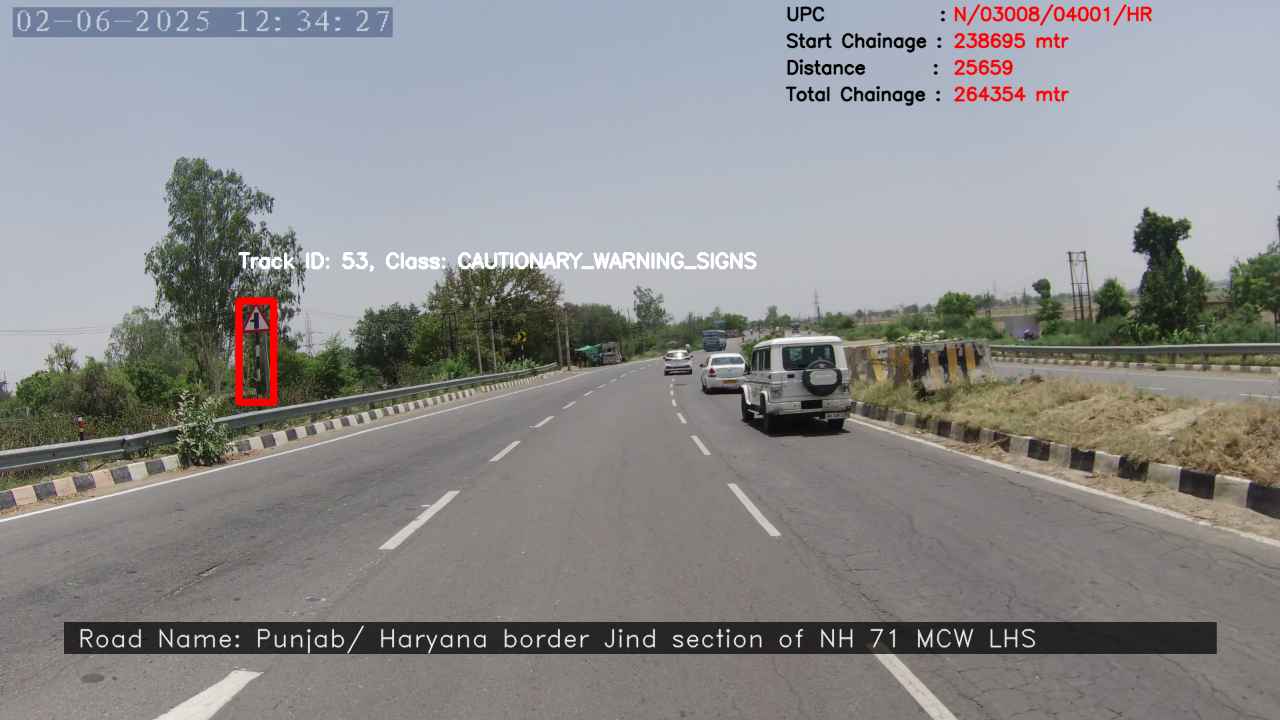 02-06-2025 12:34:27
UPC : N/03008/04001/HR
Start Chainage : 238695 mtr
Distance : 25659
Total Chainage : 264354 mtr
Track ID: 53, Class: CAUTIONARY_WARNING_SIGNS
Road Name: Punjab/ Haryana border Jind section of NH 71 MCW LHS